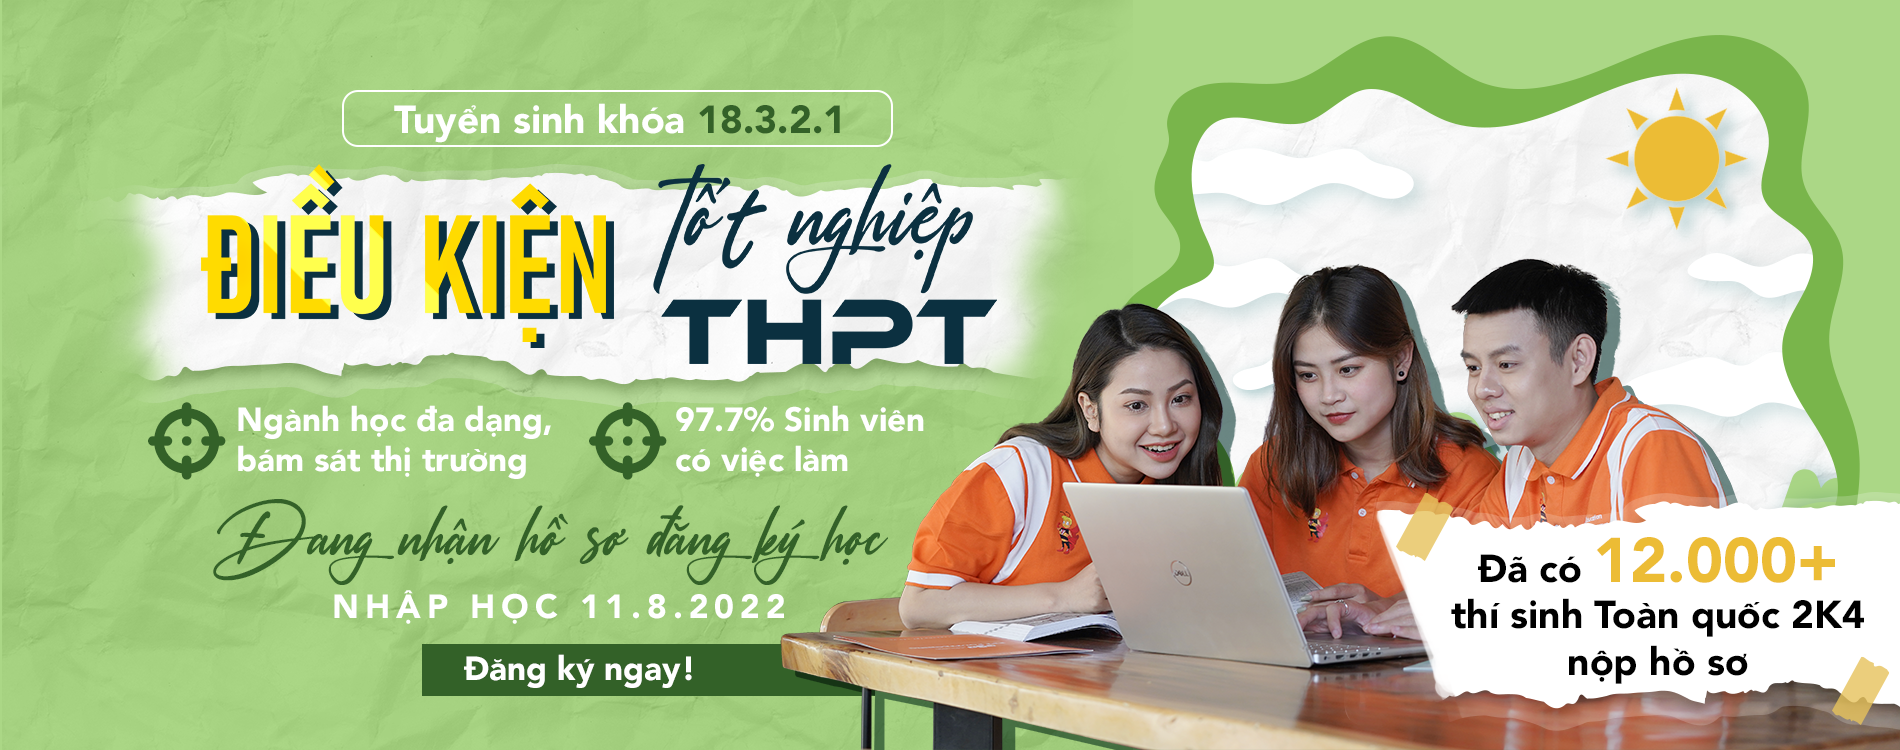 Tuyển sinh khóa 18.3.2.1
ĐIỀU KIỆN Tốt nghiệp
THPT
Ngành học đa dạng,
bám sát thị trường
97.7% Sinh viên
có việc làm
Đang nhận hồ sơ đăng ký học
NHẬP HỌC 11.8.2022
Đăng ký ngay!
DELL
Đã có 12.000+
thí sinh Toàn quốc 2K4
nộp hồ sơ